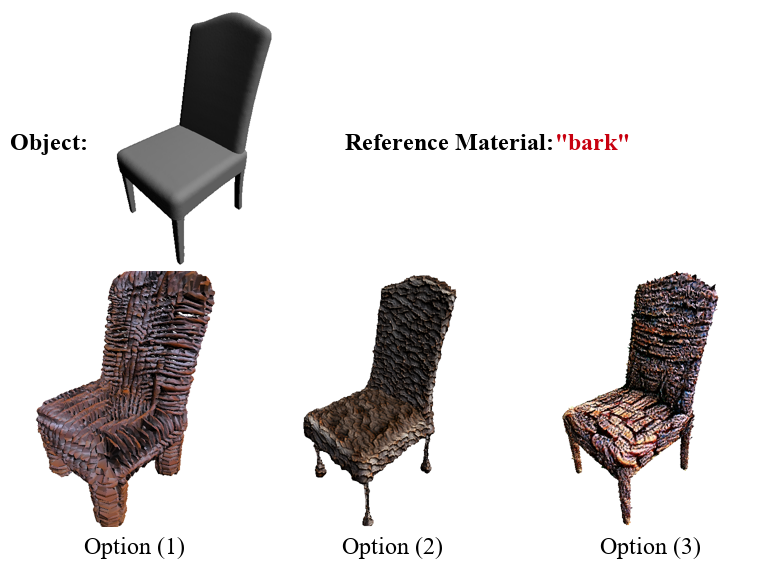 Object:
Reference Material:"bark"
Option (1)
Option (2)
Option (3)